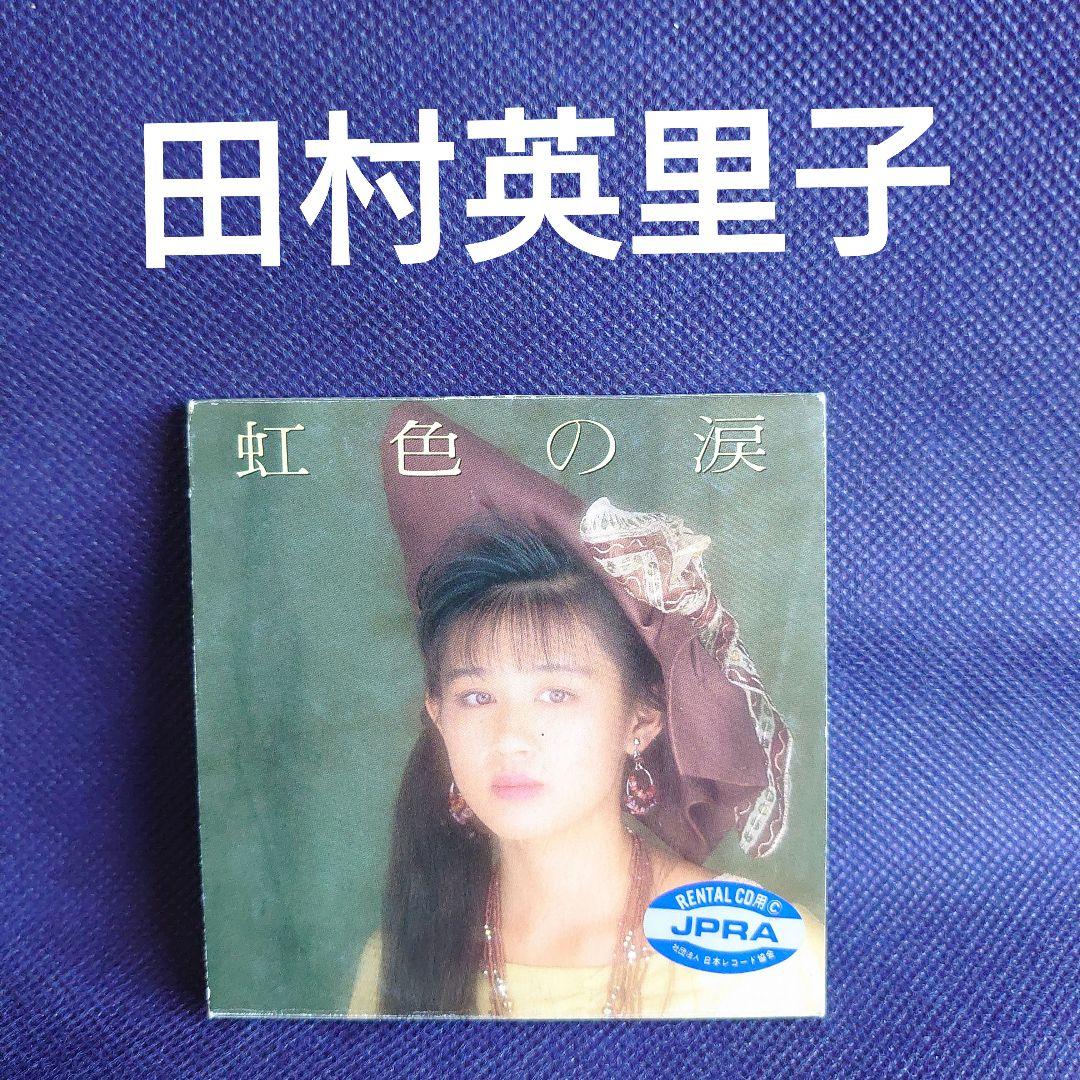 田村英里子
虹色の涙
RENTAL CD用Ⓒ
JPRA
社団法人 日本レコード協会